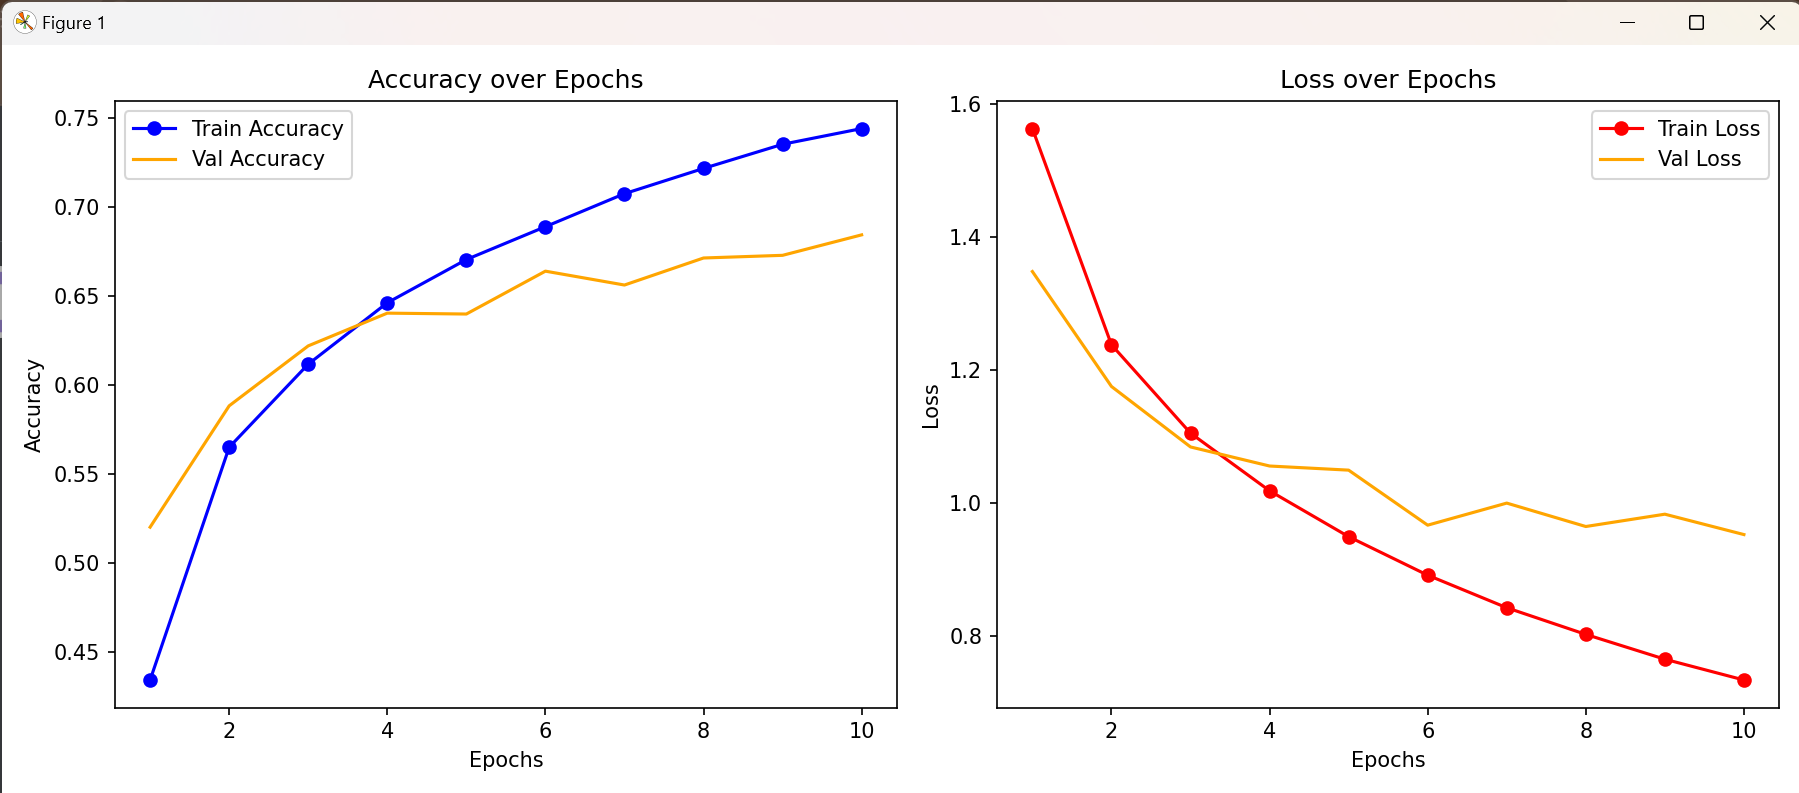 Figure 1
Accuracy over Epochs
Train Accuracy
Val Accuracy
0.75
0.70
0.65
0.60
0.55
0.50
0.45
Accuracy
2 4 6 8 10
Epochs
Loss over Epochs
Train Loss
Val Loss
1.6
1.4
1.2
1.0
0.8
Loss
2 4 6 8 10
Epochs